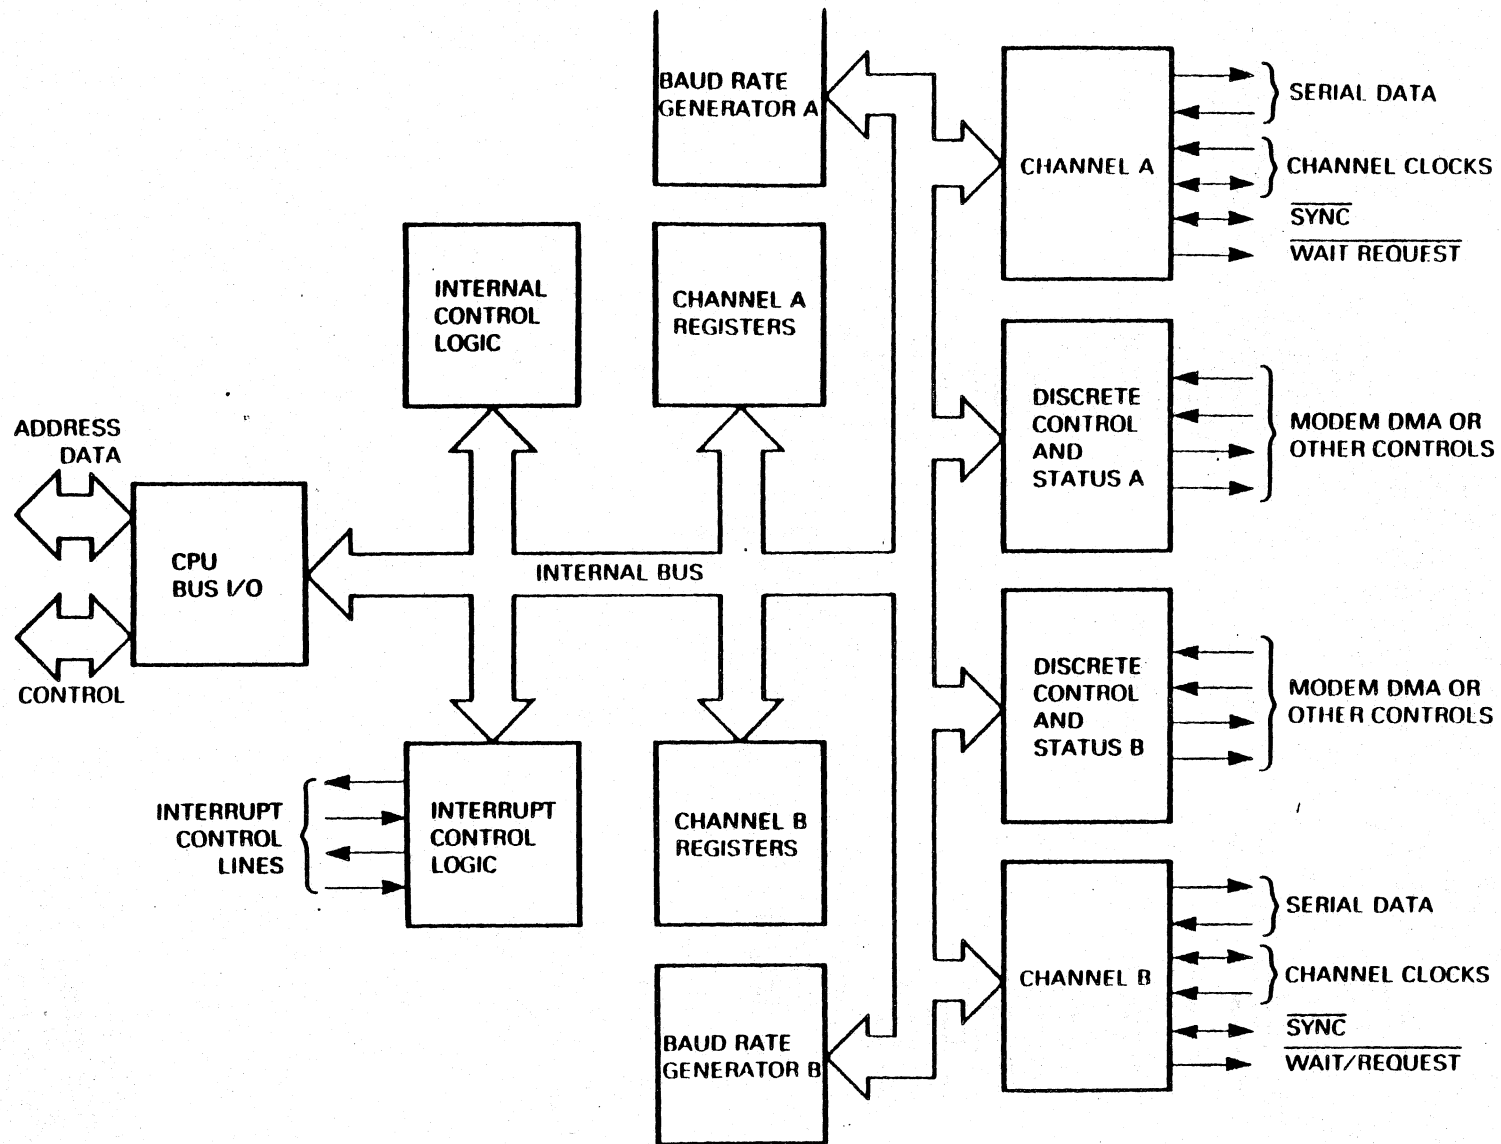 BAUD RATE
GENERATOR A
CHANNEL A
SERIAL DATA
CHANNEL CLOCKS
SYNC
WAIT REQUEST
INTERNAL
CONTROL
LOGIC
CHANNEL A
REGISTERS
DISCRETE
CONTROL
AND
STATUS A
MODEM DMA OR
OTHER CONTROLS
ADDRESS
DATA
CPU
BUS I/O
CONTROL
INTERNAL BUS
DISCRETE
CONTROL
AND
STATUS B
MODEM DMA OR
OTHER CONTROLS
INTERRUPT
CONTROL
LINES
INTERRUPT
CONTROL
LOGIC
CHANNEL B
REGISTERS
CHANNEL B
SERIAL DATA
CHANNEL CLOCKS
SYNC
WAIT/REQUEST
BAUD RATE
GENERATOR B